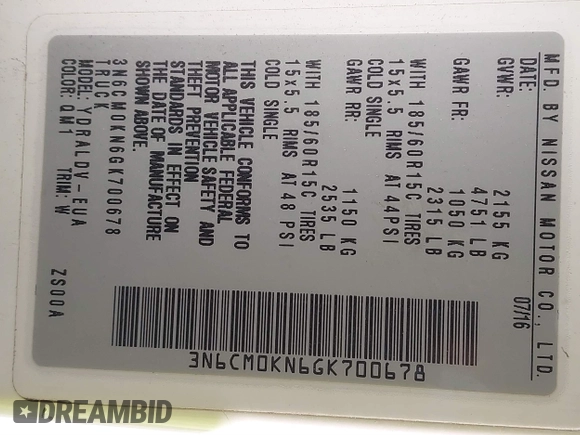 MFD. BY NISSAN MOTOR CO., LTD.
DATE: 07/16
GVWR: 2155 KG
4751 LB
GAWR FR: 1050 KG
2315 LB
WITH 185/60R15C TIRES
15x5.5 RIMS AT 44PSI
COLD SINGLE
GAWR RR: 1150 KG
2535 LB
WITH 185/60R15C TIRES
15x5.5 RIMS AT 48 PSI
COLD SINGLE
THIS VEHICLE CONFORMS TO
ALL APPLICABLE FEDERAL
MOTOR VEHICLE SAFETY AND
THEFT PREVENTION
STANDARDS IN EFFECT ON
THE DATE OF MANUFACTURE
SHOWN ABOVE.
3N6CM0KN6GK700678
TRUCK
MODEL: YDRALDV-EUA
COLOR: QM1 TRIM: W ZS00A
3N6CM0KN6GK700678
DREAMBID